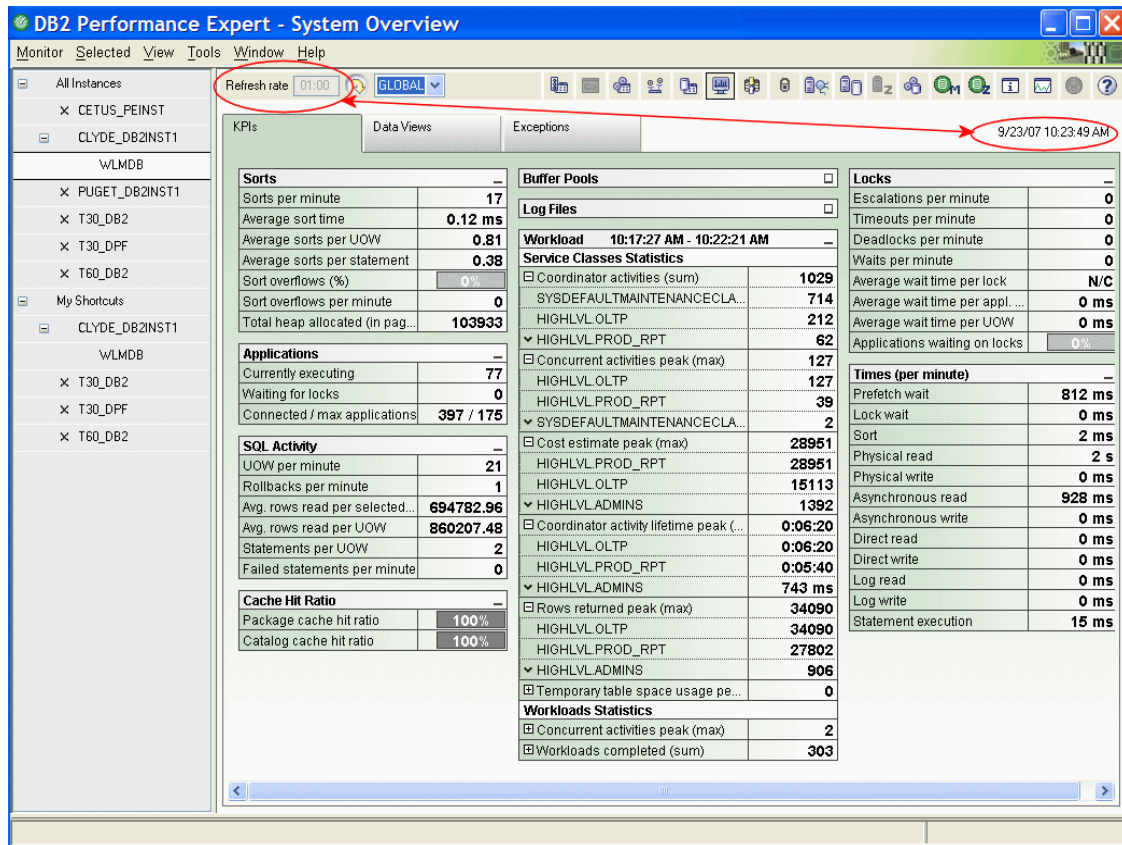 DB2 Performance Expert - System Overview
Monitor Selected View Tools Window Help
All Instances
CETUS_PEINST
CLYDE_DB2INST1
WLMDB
PUGET_DB2INST1
T30_DB2
T30_DPF
T60_DB2
My Shortcuts
CLYDE_DB2INST1
WLMDB
T30_DB2
T30_DPF
T60_DB2
Refresh rate 01:00 GLOBAL
KPIs Data Views Exceptions
9/23/07 10:23:49 AM
Sorts
Sorts per minute 17
Average sort time 0.12 ms
Average sorts per UOW 0.81
Average sorts per statement 0.38
Sort overflows (%) 0%
Sort overflows per minute 0
Total heap allocated (in pag... 103933
Applications
Currently executing 77
Waiting for locks 0
Connected / max applications 397 / 175
SQL Activity
UOW per minute 21
Rollbacks per minute 1
Avg. rows read per selected... 694782.96
Avg. rows read per UOW 860207.48
Statements per UOW 2
Failed statements per minute 0
Cache Hit Ratio
Package cache hit ratio 100%
Catalog cache hit ratio 100%
Buffer Pools
Log Files
Workload 10:17:27 AM - 10:22:21 AM
Service Classes Statistics
Coordinator activities (sum) 1029
SYSDEFAULTMAINTENANCECLA... 714
HIGHLVL.OLTP 212
HIGHLVL.PROD_RPT 62
Concurrent activities peak (max) 127
HIGHLVL.OLTP 127
HIGHLVL.PROD_RPT 39
SYSDEFAULTMAINTENANCECLA... 2
Cost estimate peak (max) 28951
HIGHLVL.PROD_RPT 28951
HIGHLVL.OLTP 15113
HIGHLVL.ADMINS 1392
Coordinator activity lifetime peak (... 0:06:20
HIGHLVL.OLTP 0:06:20
HIGHLVL.PROD_RPT 0:05:40
HIGHLVL.ADMINS 743 ms
Rows returned peak (max) 34090
HIGHLVL.OLTP 34090
HIGHLVL.PROD_RPT 27802
HIGHLVL.ADMINS 906
Temporary table space usage pe... 0
Workloads Statistics
Concurrent activities peak (max) 2
Workloads completed (sum) 303
Locks
Escalations per minute 0
Timeouts per minute 0
Deadlocks per minute 0
Waits per minute 0
Average wait time per lock N/C
Average wait time per appl. ... 0 ms
Average wait time per UOW 0 ms
Applications waiting on locks 0%
Times (per minute)
Prefetch wait 812 ms
Lock wait 0 ms
Sort 2 ms
Physical read 2 s
Physical write 0 ms
Asynchronous read 928 ms
Asynchronous write 0 ms
Direct read 0 ms
Direct write 0 ms
Log read 0 ms
Log write 0 ms
Statement execution 15 ms